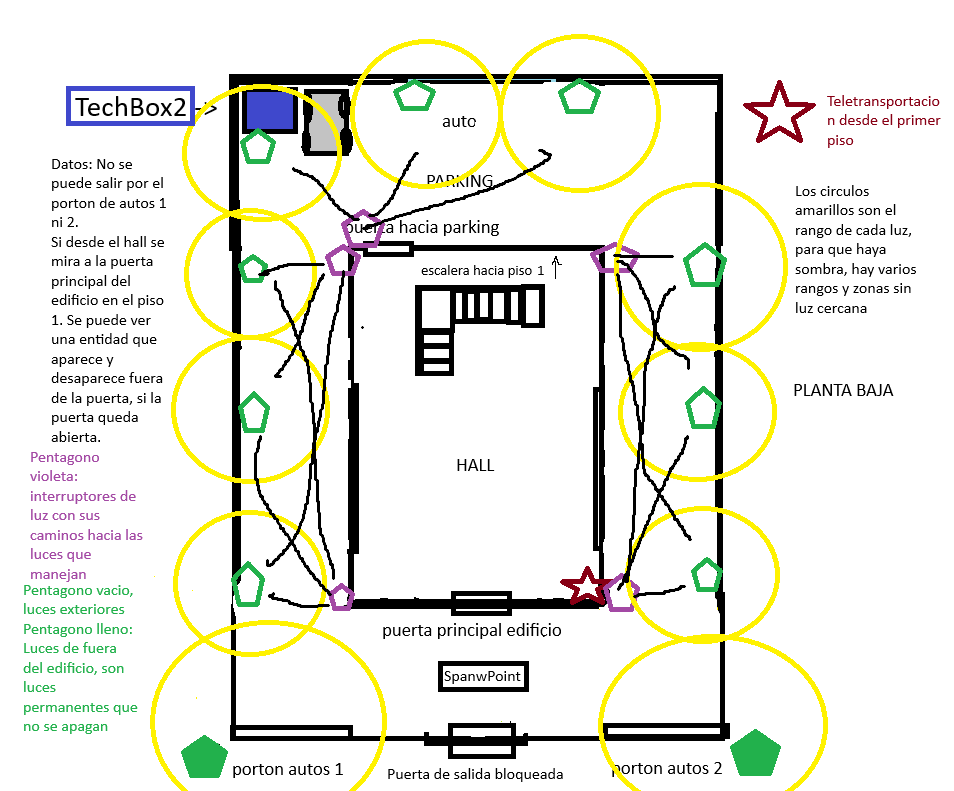 TechBox2
->
auto
Teletransportacio
n desde el primer
piso
Datos: No se
puede salir por el
porton de autos 1
ni 2.
Si desde el hall se
mira a la puerta
principal del
edificio en el piso
1. Se puede ver
una entidad que
aparece y
desaparece fuera
de la puerta, si la
puerta queda
abierta.
PARKING
puerta hacia parking
Los circulos
amarillos son el
rango de cada luz,
para que haya
sombra, hay varios
rangos y zonas sin
luz cercana
escalera hacia piso 1
PLANTA BAJA
HALL
Pentagono
violeta:
interruptores de
luz con sus
caminos hacia las
luces que
manejan
Pentagono vacio,
luces exteriores
Pentagono lleno:
Luces de fuera
del edificio, son
luces
permanentes que
no se apagan
puerta principal edificio
SpanwPoint
porton autos 1
Puerta de salida bloqueada
porton autos 2